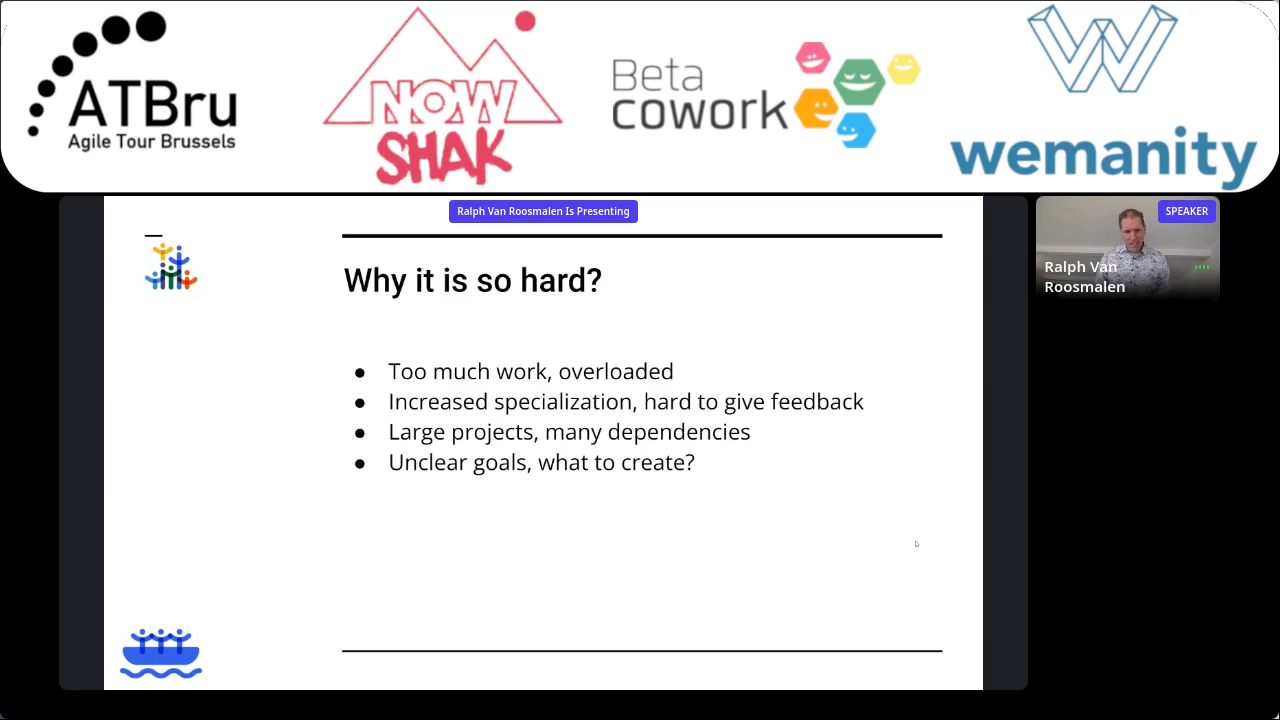 ATBru
Agile Tour Brussels
NOW
SHAK
Beta
cowork
wemanity
Ralph Van Roosmalen Is Presenting
SPEAKER
Ralph Van
Roosmalen
Why it is so hard?
● Too much work, overloaded
● Increased specialization, hard to give feedback
● Large projects, many dependencies
● Unclear goals, what to create?